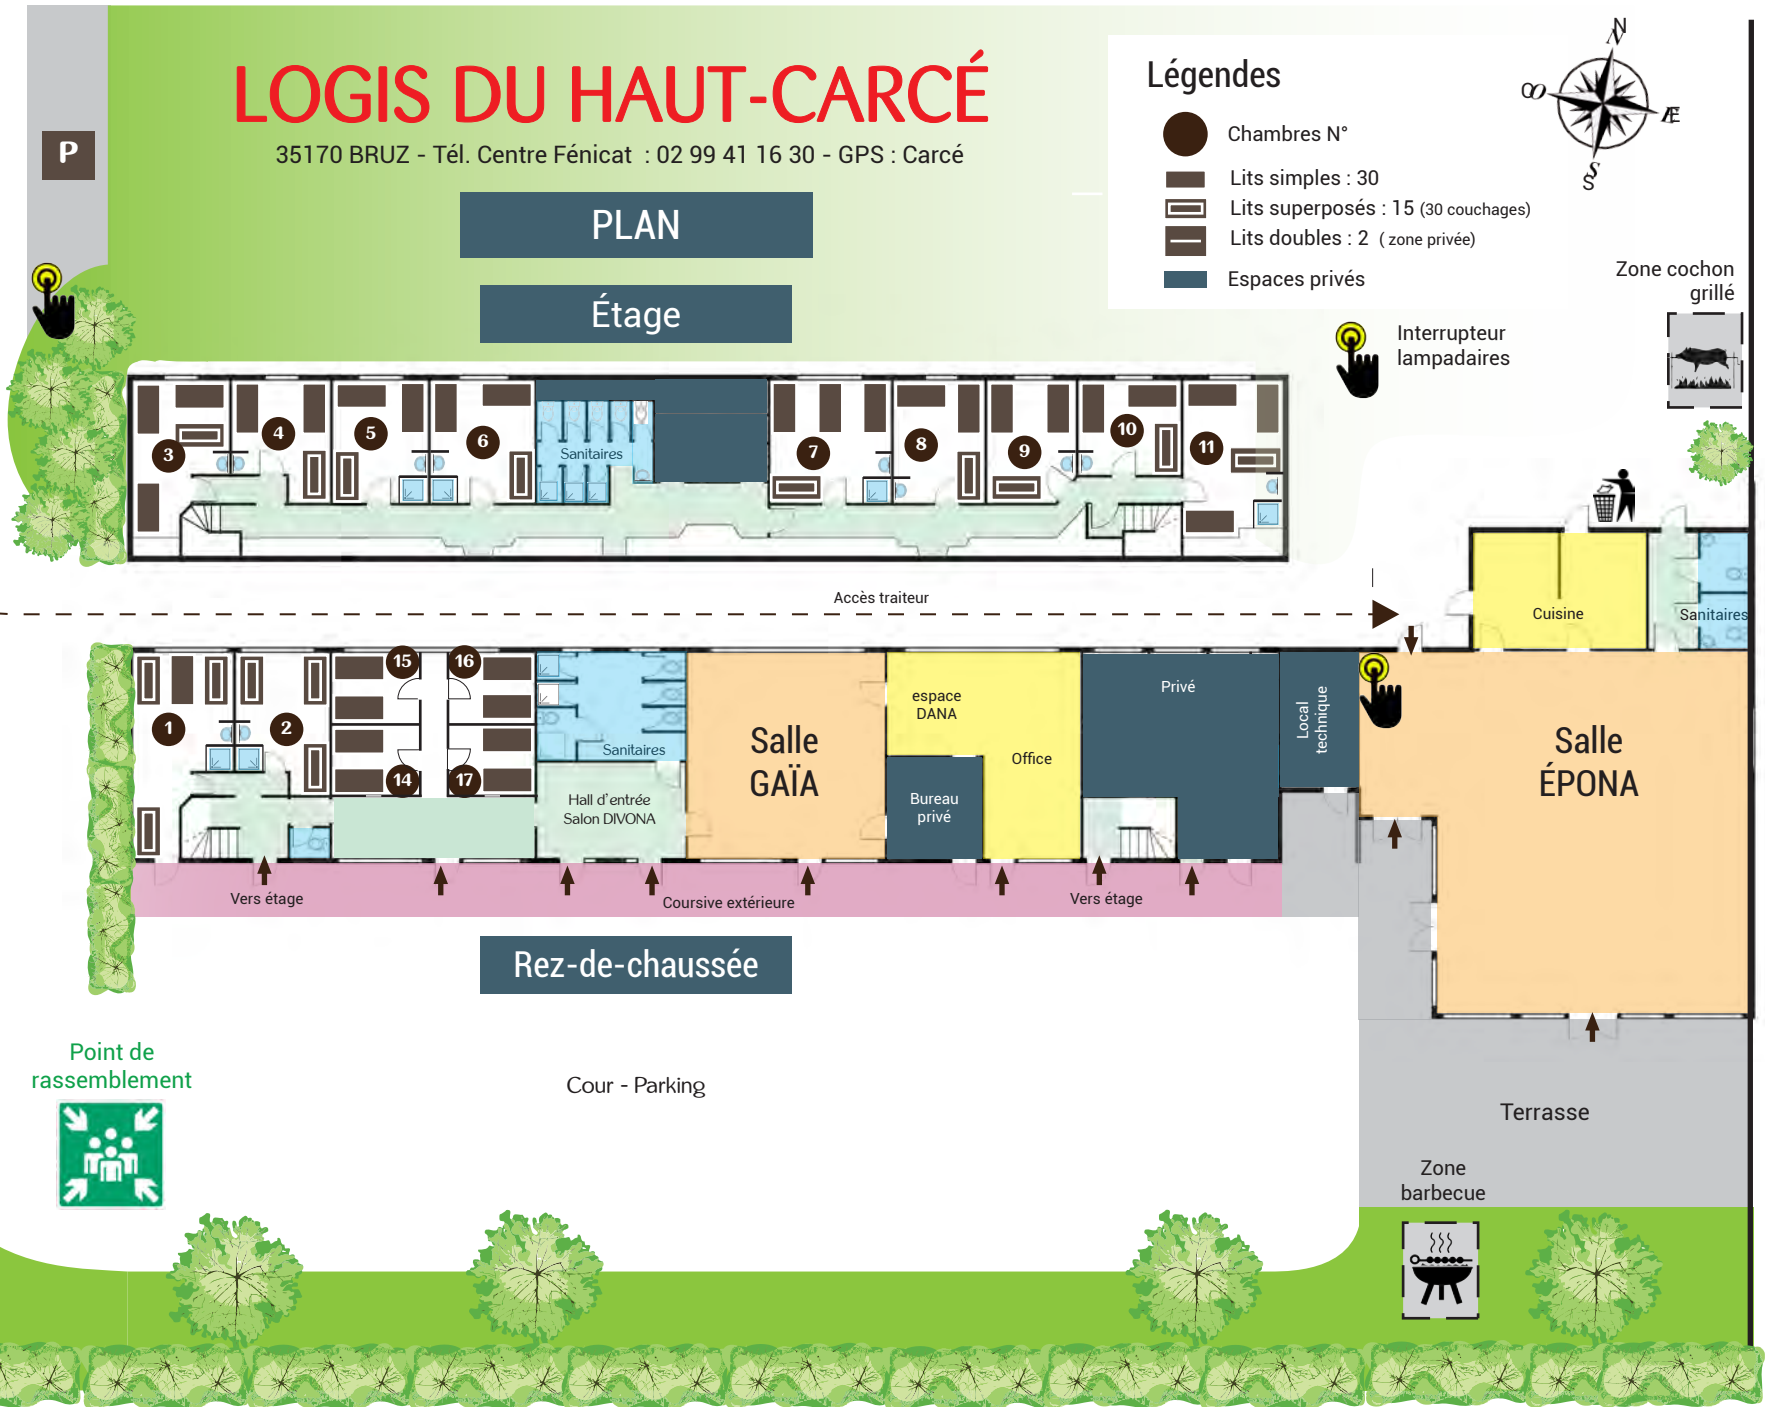 LOGIS DU HAUT-CARCÉ
35170 BRUZ - Tél. Centre Fénicat : 02 99 41 16 30 - GPS : Carcé
PLAN
Étage
P
Légendes
Chambres N°
Lits simples : 30
Lits superposés : 15 (30 couchages)
Lits doubles : 2 ( zone privée)
Espaces privés
N
N
O
E
S
S
Zone cochon
grillé
Interrupteur
lampadaires
3
4
5
6
Sanitaires
7
8
9
10
11
Accès traiteur
Cuisine
Sanitaires
1
2
15
16
14
17
Sanitaires
Hall d'entrée
Salon DIVONA
Salle
GAÏA
espace
DANA
Office
Bureau
privé
Privé
Local
technique
Salle
ÉPONA
Vers étage
Coursive extérieure
Vers étage
Rez-de-chaussée
Point de
rassemblement
Cour - Parking
Terrasse
Zone
barbecue